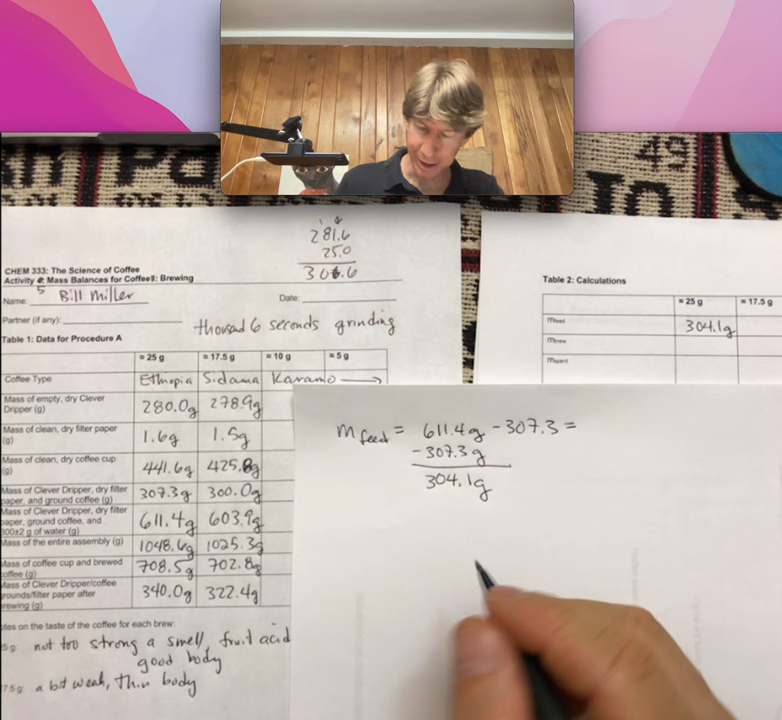 49
281.6
25.0
306.6
CHEM 333: The Science of Coffee
Activity 5 Mass Balances for Coffee: Brewing
Name: Bill Miller
Date:
Partner (if any):
thousad 6 seconds grinding
Table 1: Data for Procedure A
≈ 25 g ≈ 17.5 g ≈ 10 g ≈ 5 g
Coffee Type Ethiopia Sidama Karamo
Mass of empty, dry Clever
Dripper (g) 280.0g 278.9g
Mass of clean, dry filter paper
(g) 1.6g 1.5g
Mass of clean, dry coffee cup
(g) 441.6g 425.8g
Mass of Clever Dripper, dry filter
paper, and ground coffee (g) 307.3g 300.0g
Mass of Clever Dripper, dry filter
paper, ground coffee, and
300±2 g of water (g) 611.4g 603.9g
Mass of the entire assembly (g) 1048.6g 1025.3g
Mass of coffee cup and brewed
coffee (g) 708.5g 702.8g
Mass of Clever Dripper/coffee
grounds/filter paper after
brewing (g) 340.0g 322.4g
tes on the taste of the coffee for each brew:
5g: not too strong a smell, fruit acid
good body
7.5g: a bit weak, thin body
Table 2: Calculations
≈ 25 g ≈ 17.5 g
mfeed 304.1g
mbrew
mspent
mfeed = 611.4g - 307.3 =
- 307.3g
304.1g